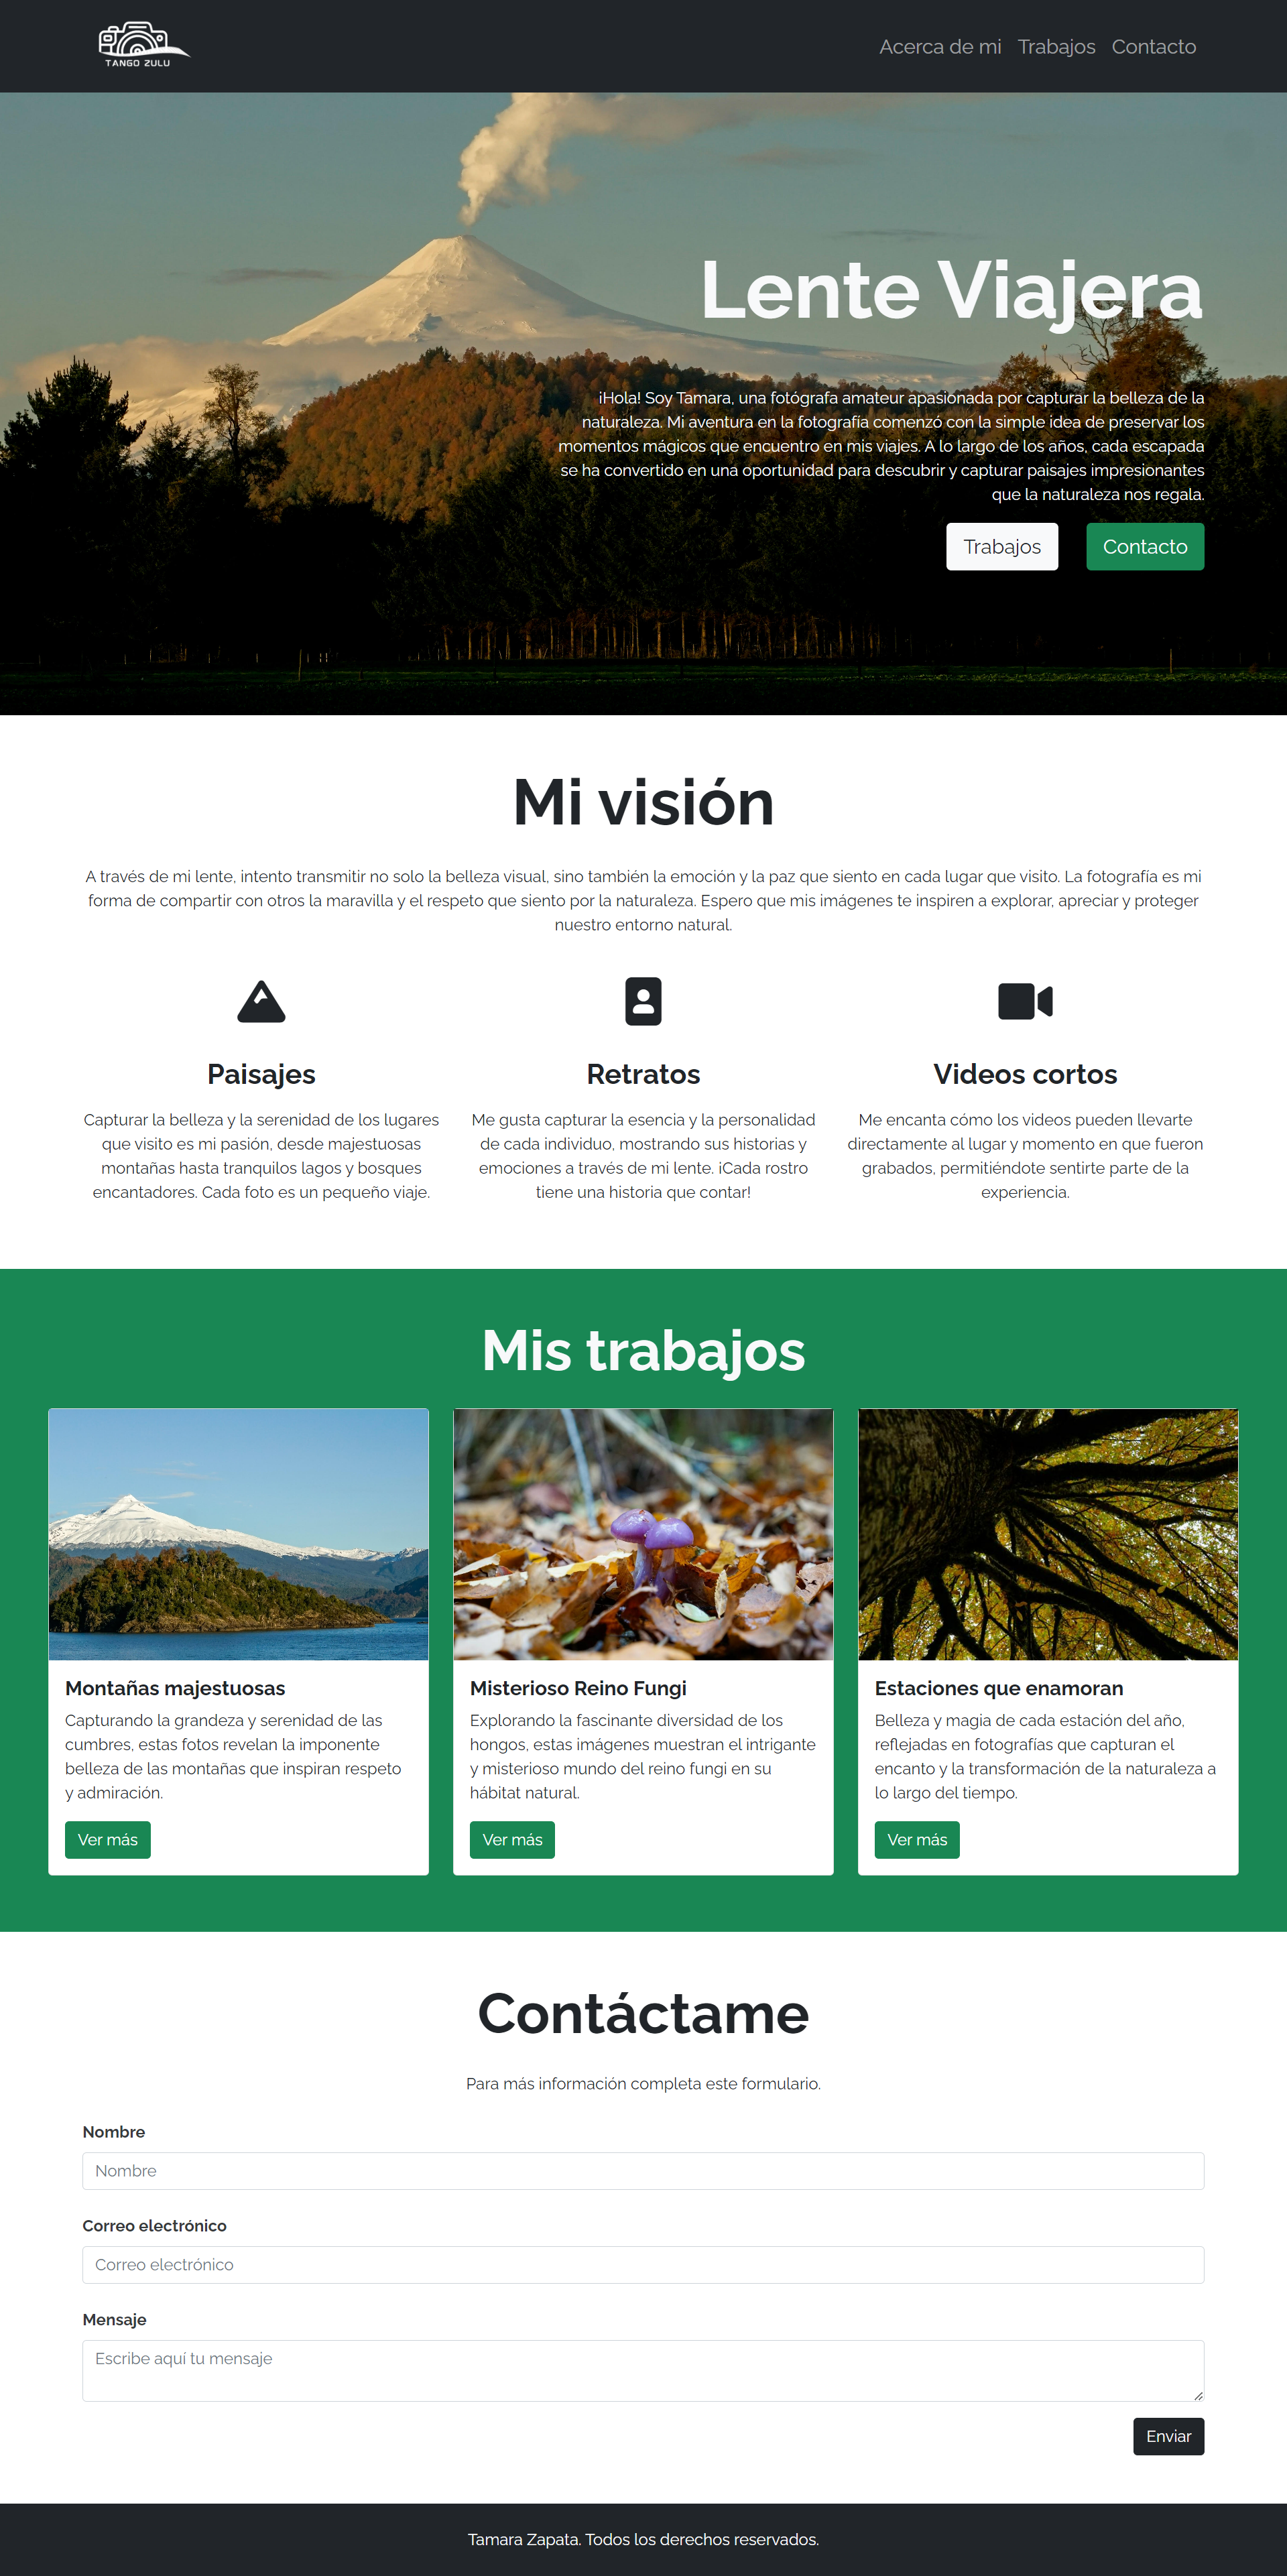 TANGO ZULU
Acerca de mi Trabajos Contacto
Lente Viajera
¡Hola! Soy Tamara, una fotógrafa amateur apasionada por capturar la belleza de la
naturaleza. Mi aventura en la fotografía comenzó con la simple idea de preservar los
momentos mágicos que encuentro en mis viajes. A lo largo de los años, cada escapada
se ha convertido en una oportunidad para descubrir y capturar paisajes impresionantes
que la naturaleza nos regala.
Trabajos Contacto
Mi visión
A través de mi lente, intento transmitir no solo la belleza visual, sino también la emoción y la paz que siento en cada lugar que visito. La fotografía es mi
forma de compartir con otros la maravilla y el respeto que siento por la naturaleza. Espero que mis imágenes te inspiren a explorar, apreciar y proteger
nuestro entorno natural.
Paisajes
Capturar la belleza y la serenidad de los lugares
que visito es mi pasión, desde majestuosas
montañas hasta tranquilos lagos y bosques
encantadores. Cada foto es un pequeño viaje.
Retratos
Me gusta capturar la esencia y la personalidad
de cada individuo, mostrando sus historias y
emociones a través de mi lente. ¡Cada rostro
tiene una historia que contar!
Videos cortos
Me encanta cómo los videos pueden llevarte
directamente al lugar y momento en que fueron
grabados, permitiéndote sentirte parte de la
experiencia.
Mis trabajos
Montañas majestuosas
Capturando la grandeza y serenidad de las
cumbres, estas fotos revelan la imponente
belleza de las montañas que inspiran respeto
y admiración.
Ver más
Misterioso Reino Fungi
Explorando la fascinante diversidad de los
hongos, estas imágenes muestran el intrigante
y misterioso mundo del reino fungi en su
hábitat natural.
Ver más
Estaciones que enamoran
Belleza y magia de cada estación del año,
reflejadas en fotografías que capturan el
encanto y la transformación de la naturaleza a
lo largo del tiempo.
Ver más
Contáctame
Para más información completa este formulario.
Nombre
Nombre
Correo electrónico
Correo electrónico
Mensaje
Escribe aquí tu mensaje
Enviar
Tamara Zapata. Todos los derechos reservados.